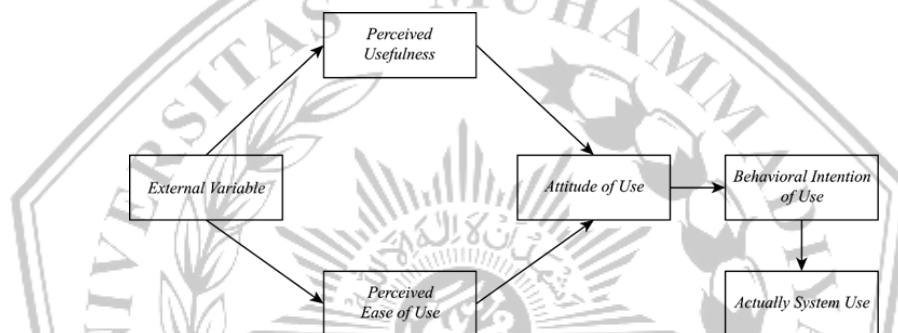 Perceived
Usefulness
External Variable
Attitude of Use
Behavioral Intention
of Use
Perceived
Ease of Use
Actually System Use